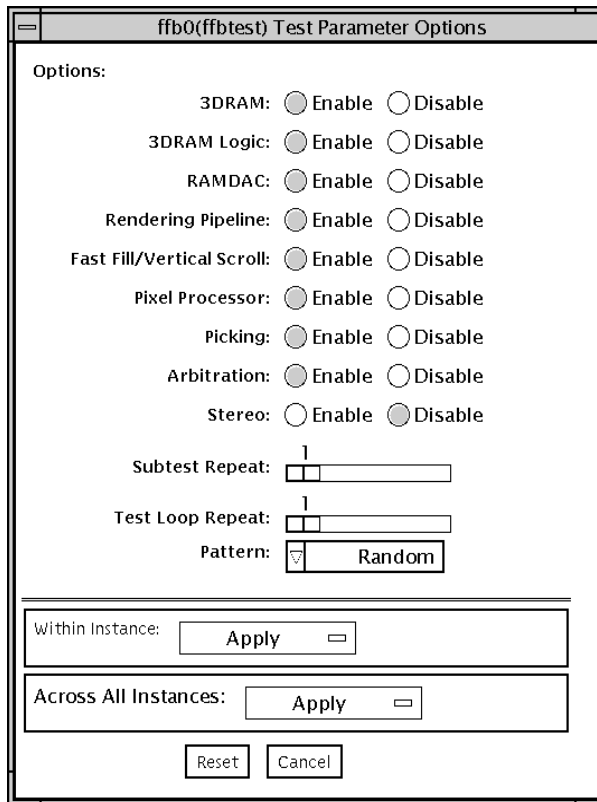 ffb0(ffbtest) Test Parameter Options
Options:
3DRAM: Enable Disable
3DRAM Logic: Enable Disable
RAMDAC: Enable Disable
Rendering Pipeline: Enable Disable
Fast Fill/Vertical Scroll: Enable Disable
Pixel Processor: Enable Disable
Picking: Enable Disable
Arbitration: Enable Disable
Stereo: Enable Disable
1
Subtest Repeat:
1
Test Loop Repeat:
Pattern: Random
Within Instance: Apply
Across All Instances: Apply
Reset Cancel